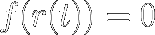 f(r(t)) = 0